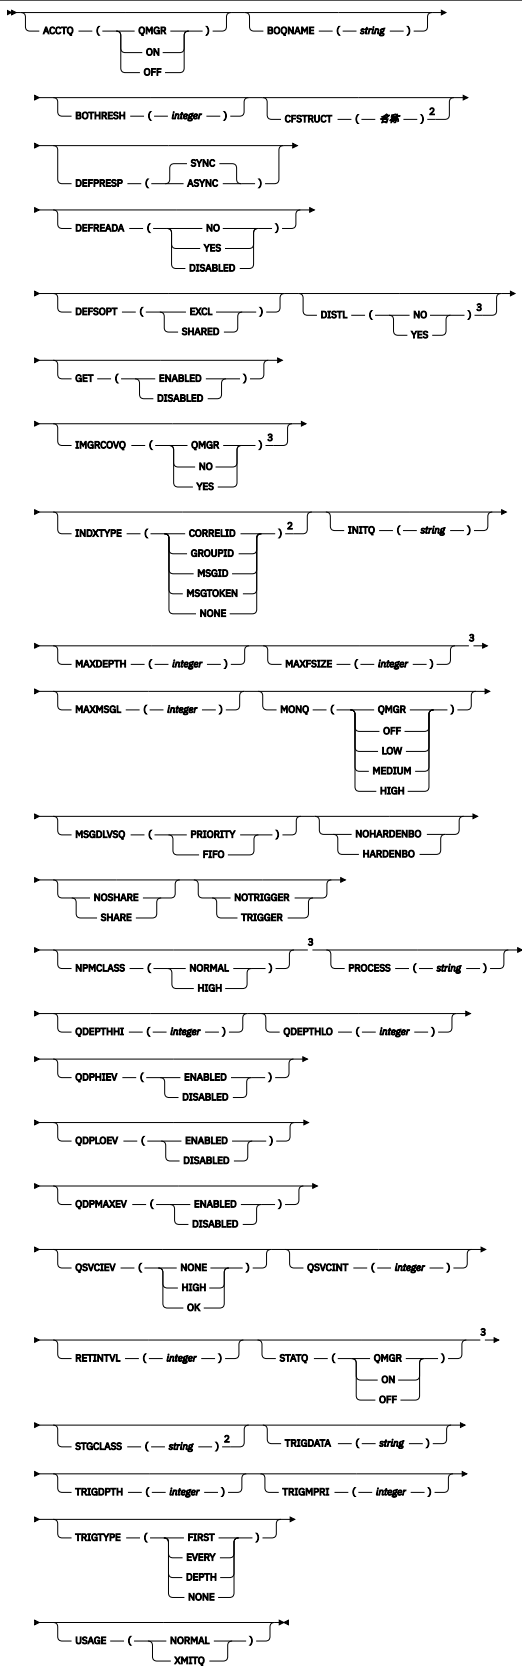 ACCTQ ( QMGR ) BOQNAME ( string )
ON
OFF
BOTHRESH ( integer ) CFSTRUCT ( 名称 ) 2
SYNC
DEFPRESP ( ASYNC )
DEFREADA ( NO )
YES
DISABLED
DEFSOPT ( EXCL ) DISTL ( NO ) 3
SHARED YES
GET ( ENABLED )
DISABLED
IMGRCOVQ ( QMGR ) 3
NO
YES
INDXTYPE ( CORRELID ) 2 INITQ ( string )
GROUPID
MSGID
MSGTOKEN
NONE
MAXDEPTH ( integer ) MAXFSIZE ( integer ) 3
MAXMSGL ( integer ) MONQ ( QMGR )
OFF
LOW
MEDIUM
HIGH
MSGDLVSQ ( PRIORITY ) NOHARDENBO
FIFO HARDENBO
NOSHARE NOTRIGGER
SHARE TRIGGER
NPMCLASS ( NORMAL ) 3 PROCESS ( string )
HIGH
QDEPTHHI ( integer ) QDEPTHLO ( integer )
QDPHIEV ( ENABLED )
DISABLED
QDPLOEV ( ENABLED )
DISABLED
QDPMAXEV ( ENABLED )
DISABLED
QSVCIEV ( NONE ) QSVCINT ( integer )
HIGH
OK
RETINTVL ( integer ) STATQ ( QMGR ) 3
ON
OFF
STGCLASS ( string ) 2 TRIGDATA ( string )
TRIGDPTH ( integer ) TRIGMPRI ( integer )
TRIGTYPE ( FIRST )
EVERY
DEPTH
NONE
USAGE ( NORMAL )
XMITQ